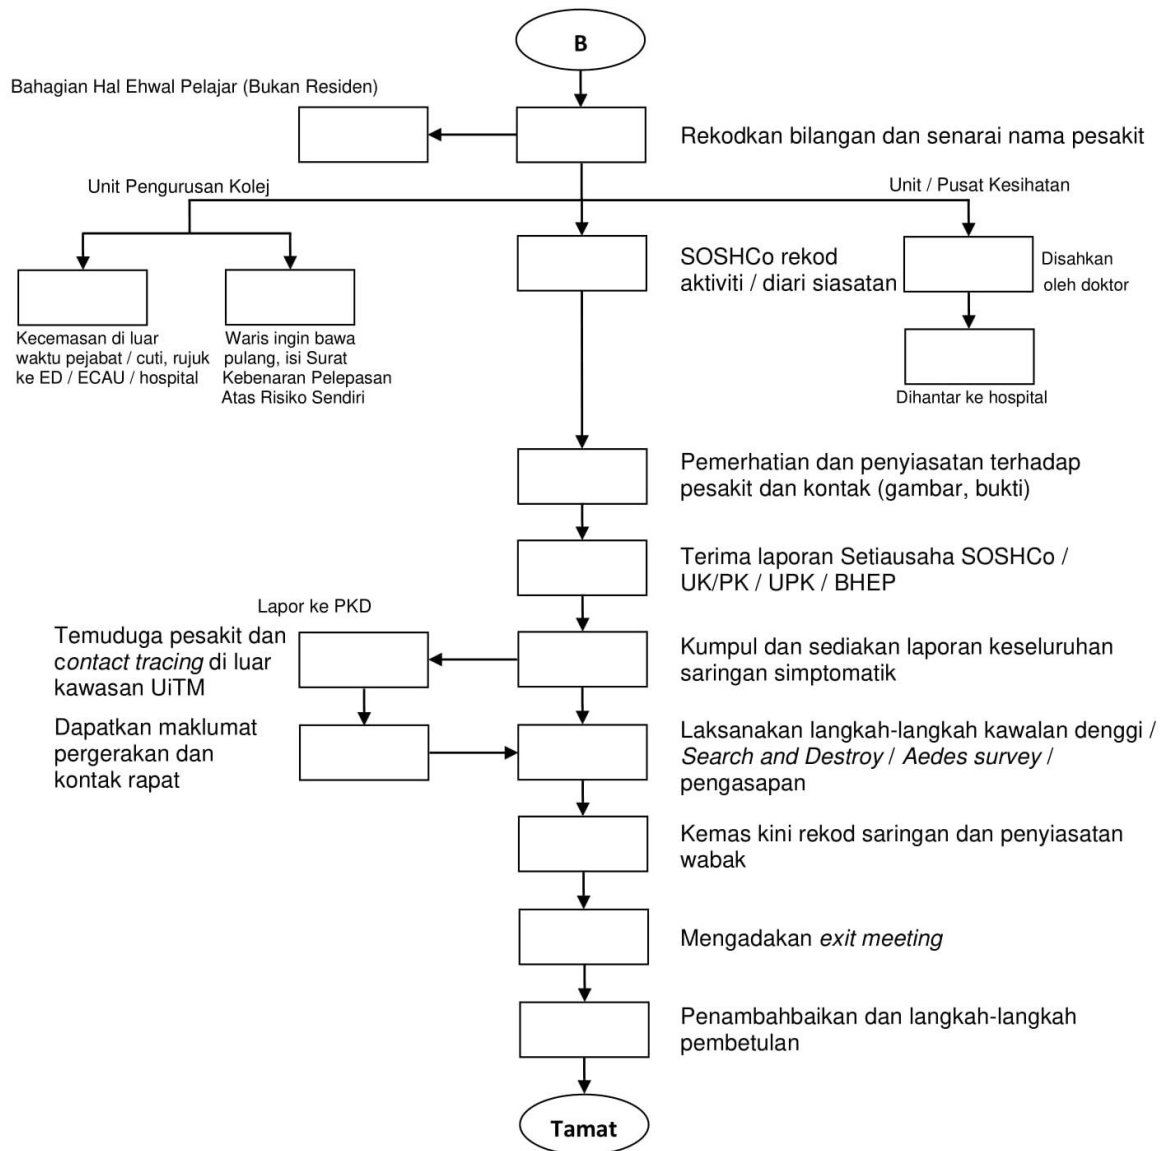 B
Bahagian Hal Ehwal Pelajar (Bukan Residen)
Rekodkan bilangan dan senarai nama pesakit
Unit Pengurusan Kolej
Unit / Pusat Kesihatan
SOSHCo rekod
aktiviti / diari siasatan
Disahkan
oleh doktor
Kecemasan di luar
waktu pejabat / cuti, rujuk
ke ED / ECAU / hospital
Waris ingin bawa
pulang, isi Surat
Kebenaran Pelepasan
Atas Risiko Sendiri
Dihantar ke hospital
Pemerhatian dan penyiasatan terhadap
pesakit dan kontak (gambar, bukti)
Terima laporan Setiausaha SOSHCo /
UK/PK / UPK / BHEP
Lapor ke PKD
Temuduga pesakit dan
contact tracing di luar
kawasan UiTM
Kumpul dan sediakan laporan keseluruhan
saringan simptomatik
Dapatkan maklumat
pergerakan dan
kontak rapat
Laksanakan langkah-langkah kawalan denggi /
Search and Destroy / Aedes survey /
pengasapan
Kemas kini rekod saringan dan penyiasatan
wabak
Mengadakan exit meeting
Penambahbaikan dan langkah-langkah
pembetulan
Tamat